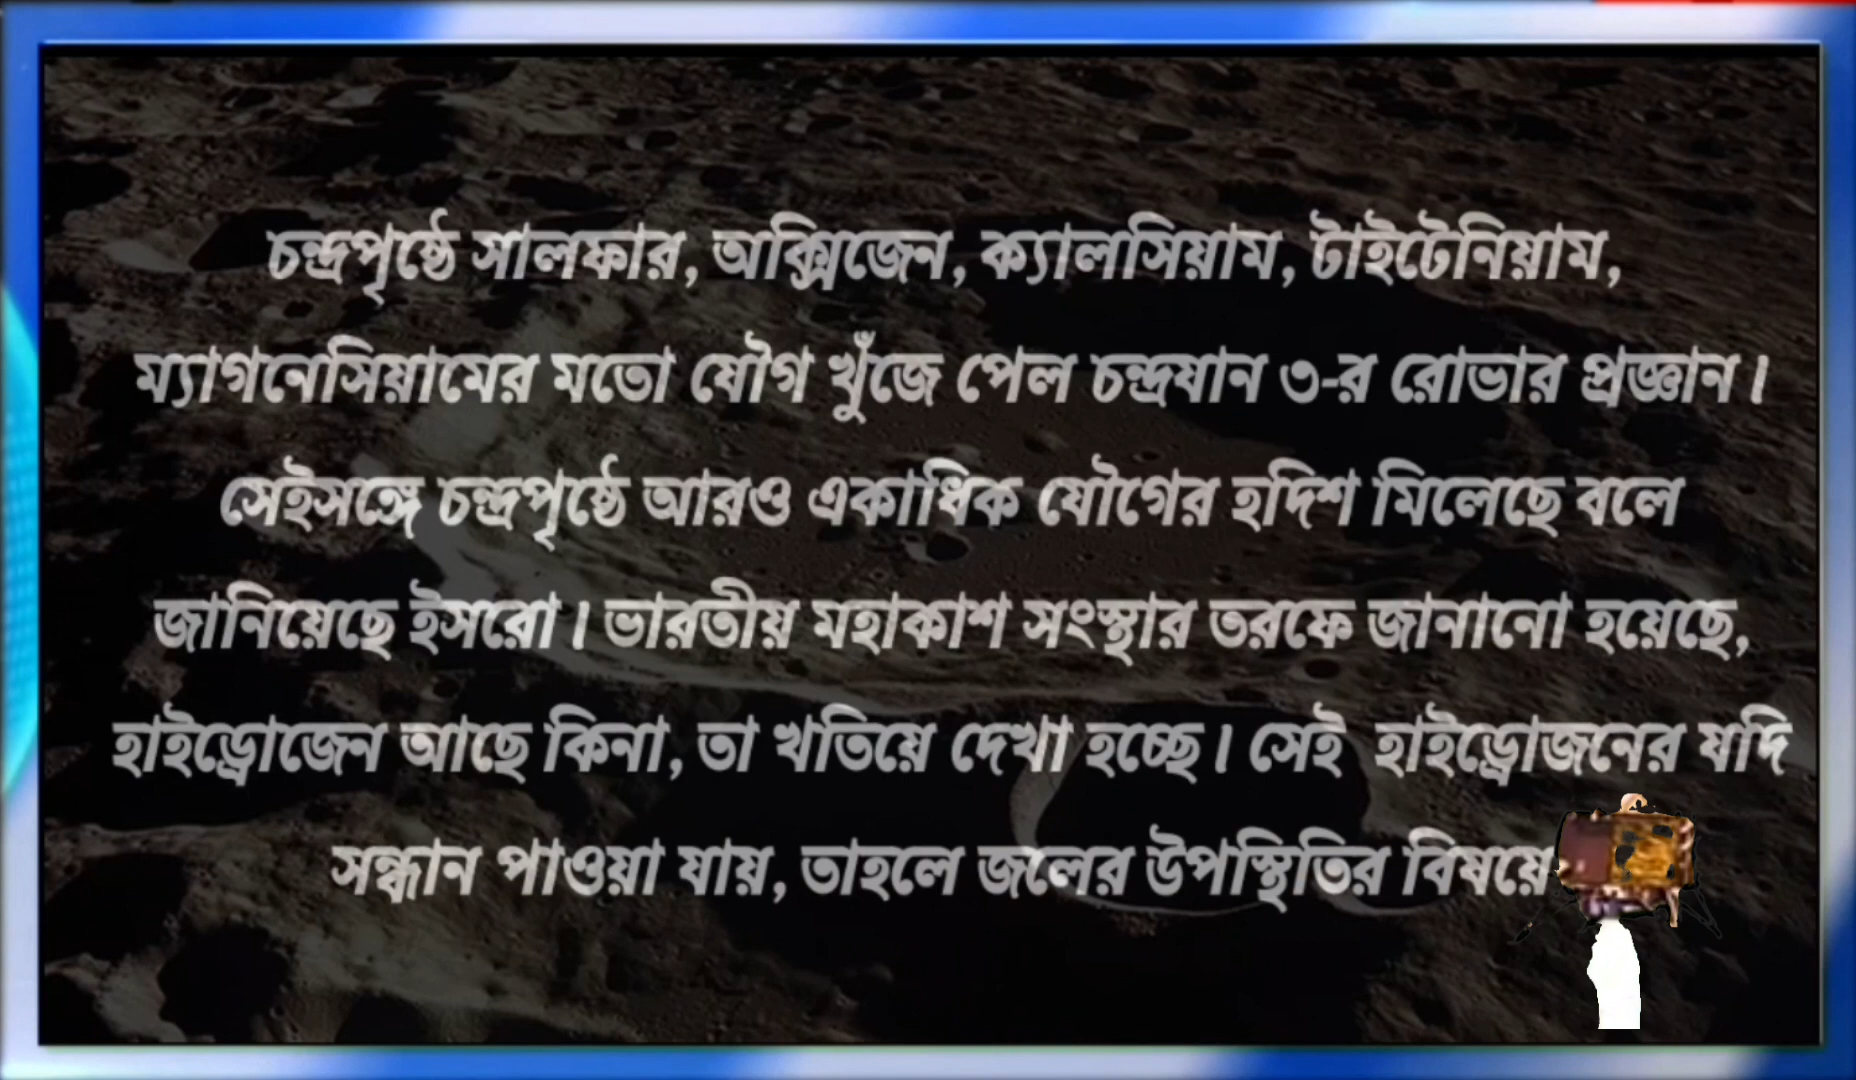 চন্দ্রপৃষ্ঠে সালফার, অক্সিজেন, ক্যালসিয়াম, টাইটেনিয়াম,
ম্যাগনেসিয়ামের মতো যৌগ খুঁজে পেল চন্দ্রযান ৩-র রোভার প্রজ্ঞান।
সেইসঙ্গে চন্দ্রপৃষ্ঠে আরও একাধিক যৌগের হদিশ মিলেছে বলে
জানিয়েছে ইসরো। ভারতীয় মহাকাশ সংস্থার তরফে জানানো হয়েছে,
হাইড্রোজেন আছে কিনা, তা খতিয়ে দেখা হচ্ছে। সেই হাইড্রোজনের যদি
সন্ধান পাওয়া যায়, তাহলে জলের উপস্থিতির বিষয়ে